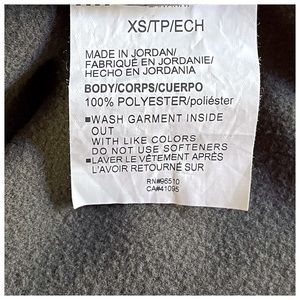 XS/TP/ECH
MADE IN JORDAN/
FABRIQUÉ EN JORDANIE/
HECHO EN JORDANIA
BODY/CORPS/CUERPO
100% POLYESTER/poliéster
■WASH GARMENT INSIDE
OUT
WITH LIKE COLORS
DO NOT USE SOFTENERS
■LAVER LE VÊTEMENT APRÈS
L'AVOIR RETOURNÉ SUR
RN#96510
CA#41095